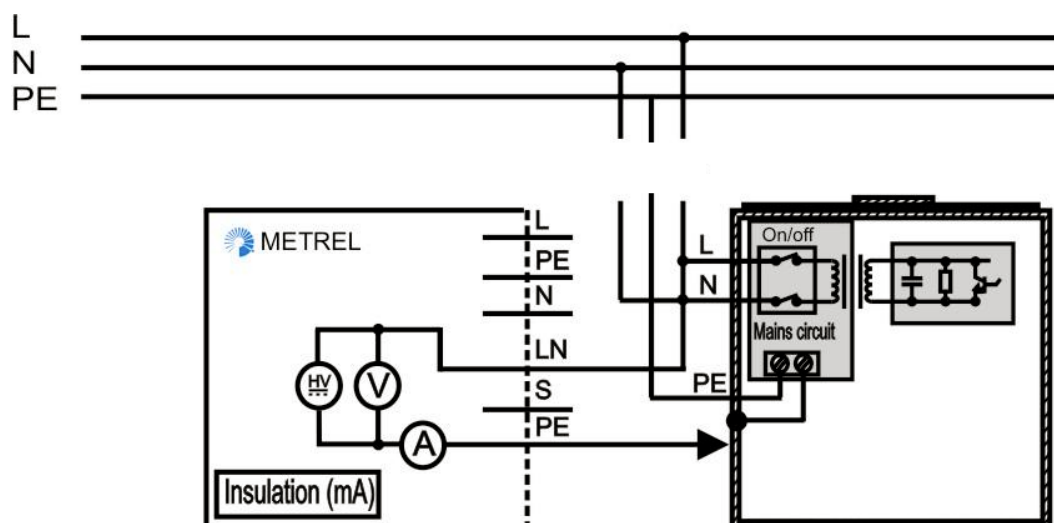 L
N
PE
METREL
L
PE
N
LN
S
PE
Insulation (mA)
HV
V
A
L
N
PE
On/off
Mains circuit